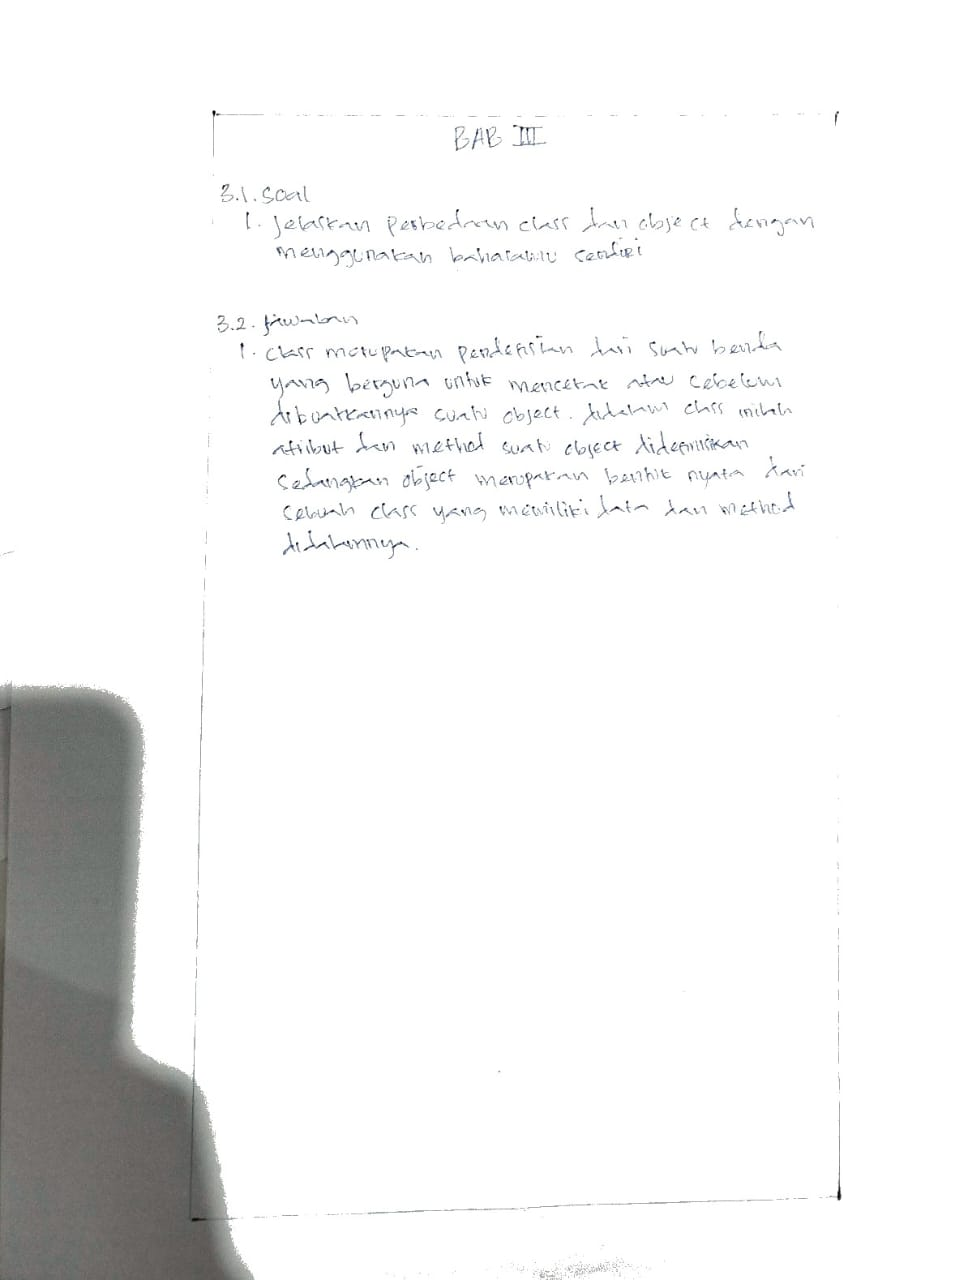 BAB III
3.1. Soal
1. Jelaskan perbedaan class dan object dengan
menggunakan bahasamu sendiri
3.2. Jawaban
1. Class merupakan pendefisian dari suatu benda
yang berguna untuk mencetak atau sebelum
dibuatkannya suatu object. didalam class inilah
atribut dan method suatu object didefinisikan
Sedangkan object merupakan bentuk nyata dari
sebuah class yang memiliki data dan method
didalamnya.